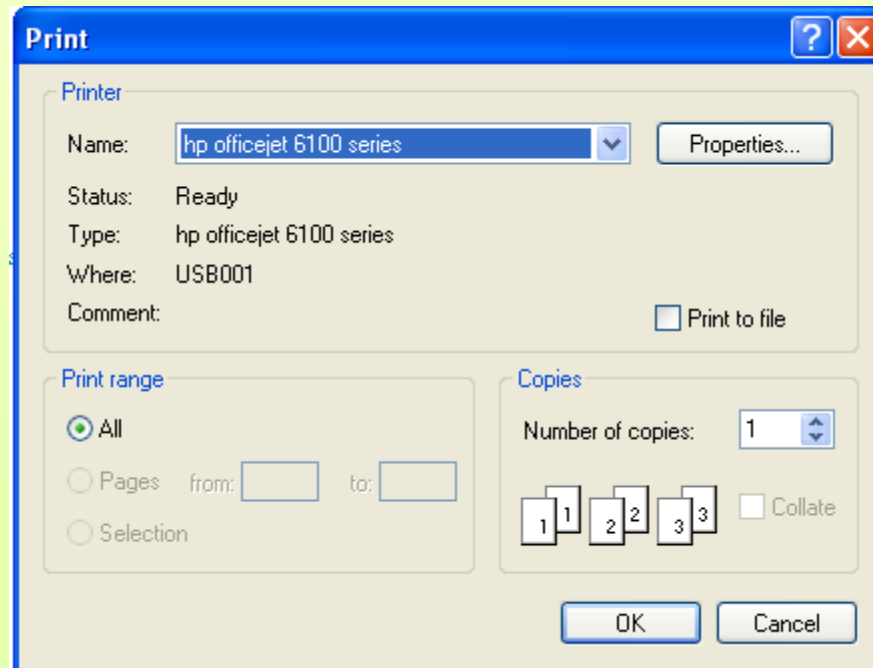 Print
Printer
Name: hp officejet 6100 series Properties...
Status: Ready
Type: hp officejet 6100 series
Where: USB001
Comment: Print to file
Print range
All
Pages from: to:
Selection
Copies
Number of copies: 1
1 1 2 2 3 3 Collate
OK Cancel